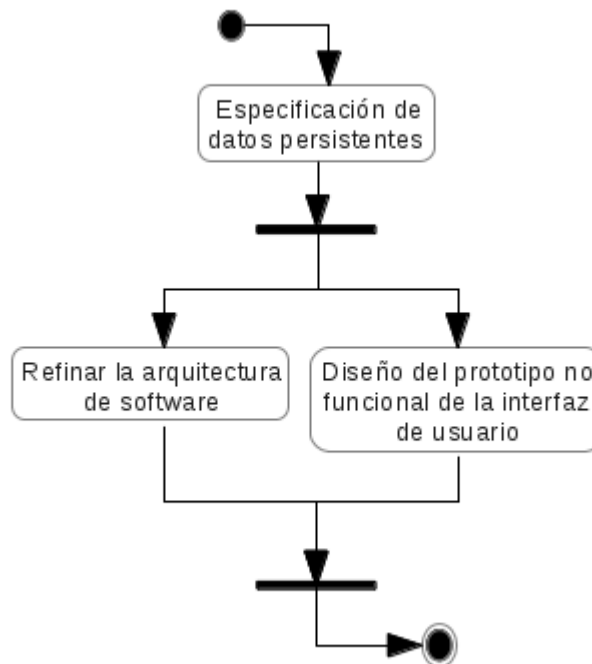 Especificación de
datos persistentes
Refinar la arquitectura
de software
Diseño del prototipo no
funcional de la interfaz
de usuario